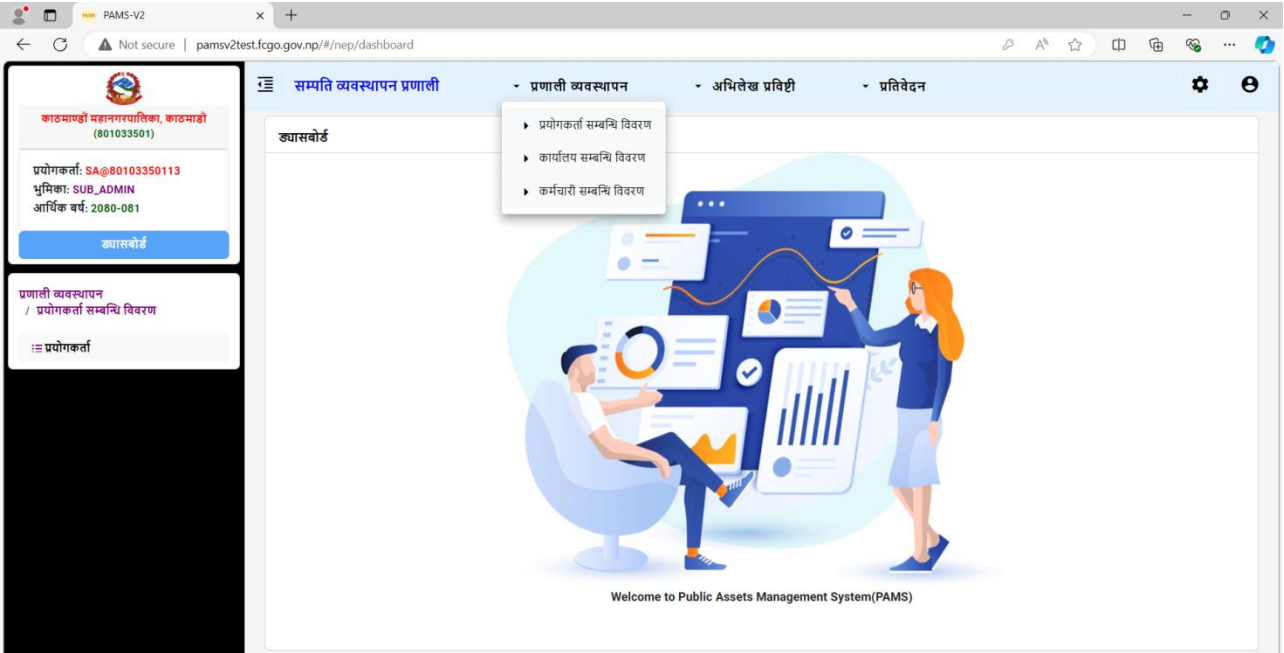 PAMS-V2
Not secure | pamsv2test.fcgo.gov.np/#/nep/dashboard
काठमाण्डौं महानगरपालिका, काठमाडो
(801033501)
प्रयोगकर्ता: SA@80103350113
भुमिका: SUB_ADMIN
आर्थिक बर्ष: 2080-081
ड्यासबोर्ड
प्रणाली व्यवस्थापन
/ प्रयोगकर्ता सम्बन्धि विवरण
प्रयोगकर्ता
सम्पति व्यवस्थापन प्रणाली
प्रणाली व्यवस्थापन
अभिलेख प्रविष्टी
प्रतिवेदन
प्रयोगकर्ता सम्बन्धि विवरण
कार्यालय सम्बन्धि विवरण
कर्मचारी सम्बन्धि विवरण
ड्यासबोर्ड
Welcome to Public Assets Management System(PAMS)